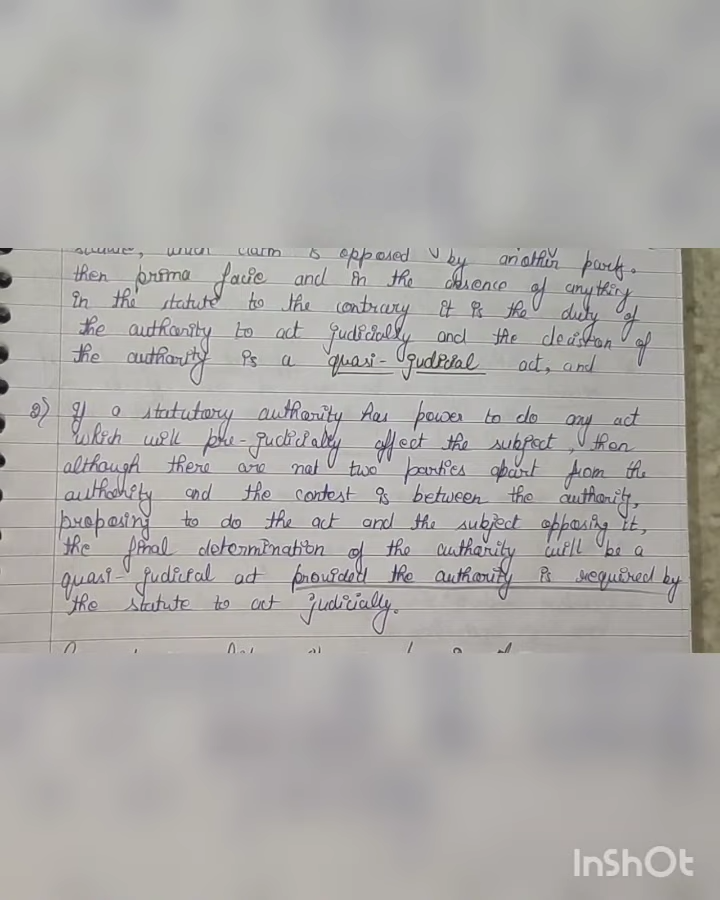 which claim is opposed by another party.
then prima facie and in the absence of anything
in the statute to the contrary it is the duty of
the authority to act judicially and the decision of
the authority is a quasi-judicial act, and
2) If a statutory authority has power to do any act
which will pre-judicially affect the subject, then
although there are not two parties apart from the
authority and the contest is between the authority,
proposing to do the act and the subject opposing it,
the final determination of the authority will be a
quasi-judicial act provided the authority is required by
the statute to act judicially.
InShOt